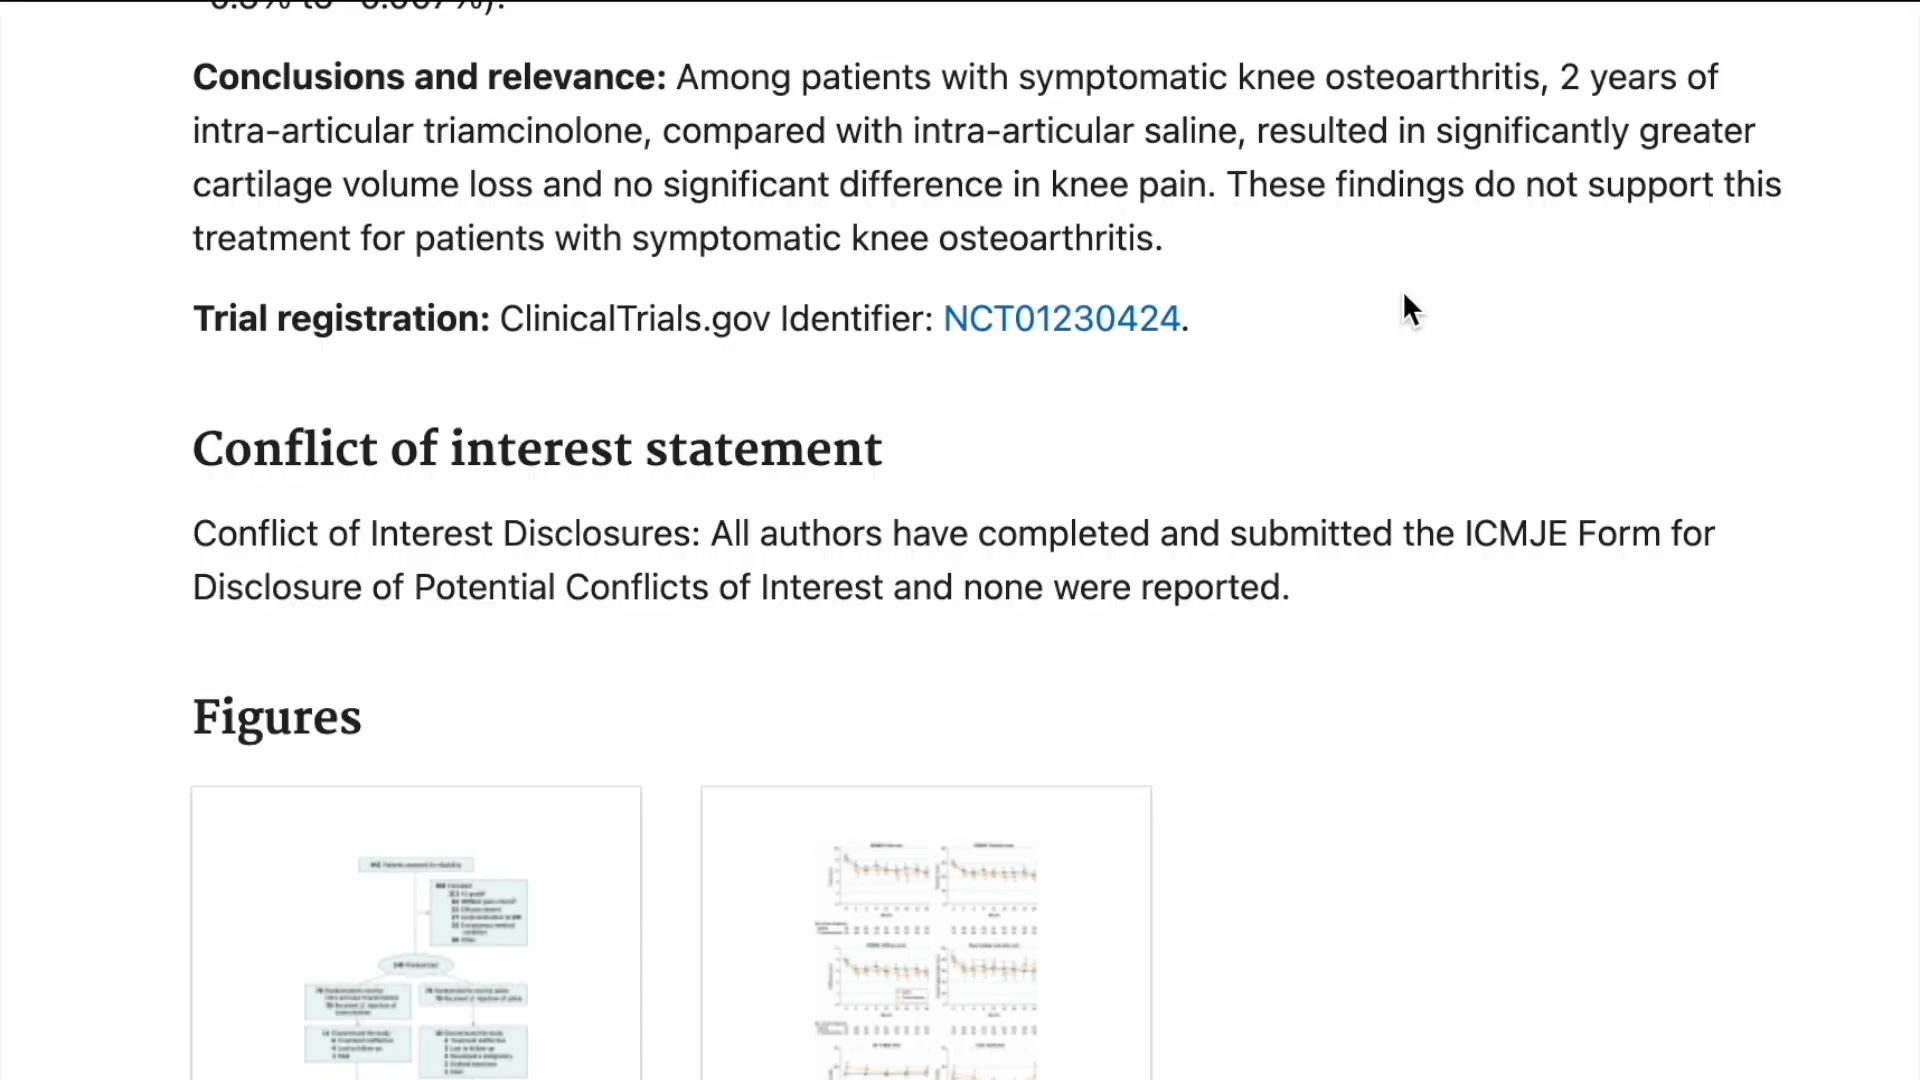 Conclusions and relevance: Among patients with symptomatic knee osteoarthritis, 2 years of
intra-articular triamcinolone, compared with intra-articular saline, resulted in significantly greater
cartilage volume loss and no significant difference in knee pain. These findings do not support this
treatment for patients with symptomatic knee osteoarthritis.
Trial registration: ClinicalTrials.gov Identifier: NCT01230424.
Conflict of interest statement
Conflict of Interest Disclosures: All authors have completed and submitted the ICMJE Form for
Disclosure of Potential Conflicts of Interest and none were reported.
Figures